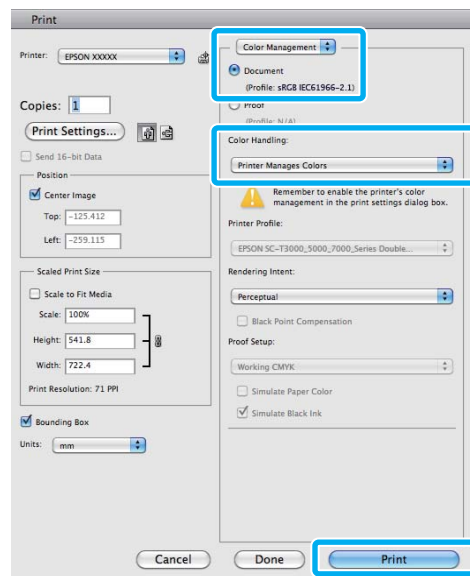 Print
Printer: EPSON XXXXX
Copies: 1
Print Settings...
Send 16-bit Data
Position
Center Image
Top: -125.412
Left: -259.115
Scaled Print Size
Scale to Fit Media
Scale: 100%
Height: 541.8
Width: 722.4
Print Resolution: 71 PPI
Bounding Box
Units: mm
Color Management
Document
(Profile: sRGB IEC61966-2.1)
Proof
(Profile: N/A)
Color Handling:
Printer Manages Colors
Remember to enable the printer's color
management in the print settings dialog box.
Printer Profile:
EPSON SC-T3000_5000_7000_Series Double...
Rendering Intent:
Perceptual
Black Point Compensation
Proof Setup:
Working CMYK
Simulate Paper Color
Simulate Black Ink
Cancel
Done
Print